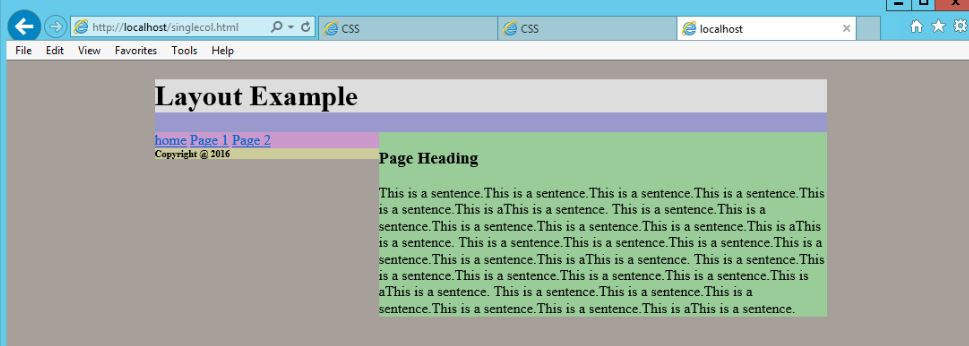 http://localhost/singlecol.html
CSS
CSS
localhost
File Edit View Favorites Tools Help
Layout Example
home Page 1 Page 2
Copyright @ 2016
Page Heading
This is a sentence.This is a sentence.This is a sentence.This is a sentence.This
is a sentence.This is aThis is a sentence. This is a sentence.This is a
sentence.This is a sentence.This is a sentence.This is a sentence.This is aThis
is a sentence. This is a sentence.This is a sentence.This is a sentence.This is a
sentence.This is a sentence.This is aThis is a sentence. This is a sentence.This
is a sentence.This is a sentence.This is a sentence.This is a sentence.This is
aThis is a sentence. This is a sentence.This is a sentence.This is a
sentence.This is a sentence.This is a sentence.This is aThis is a sentence.